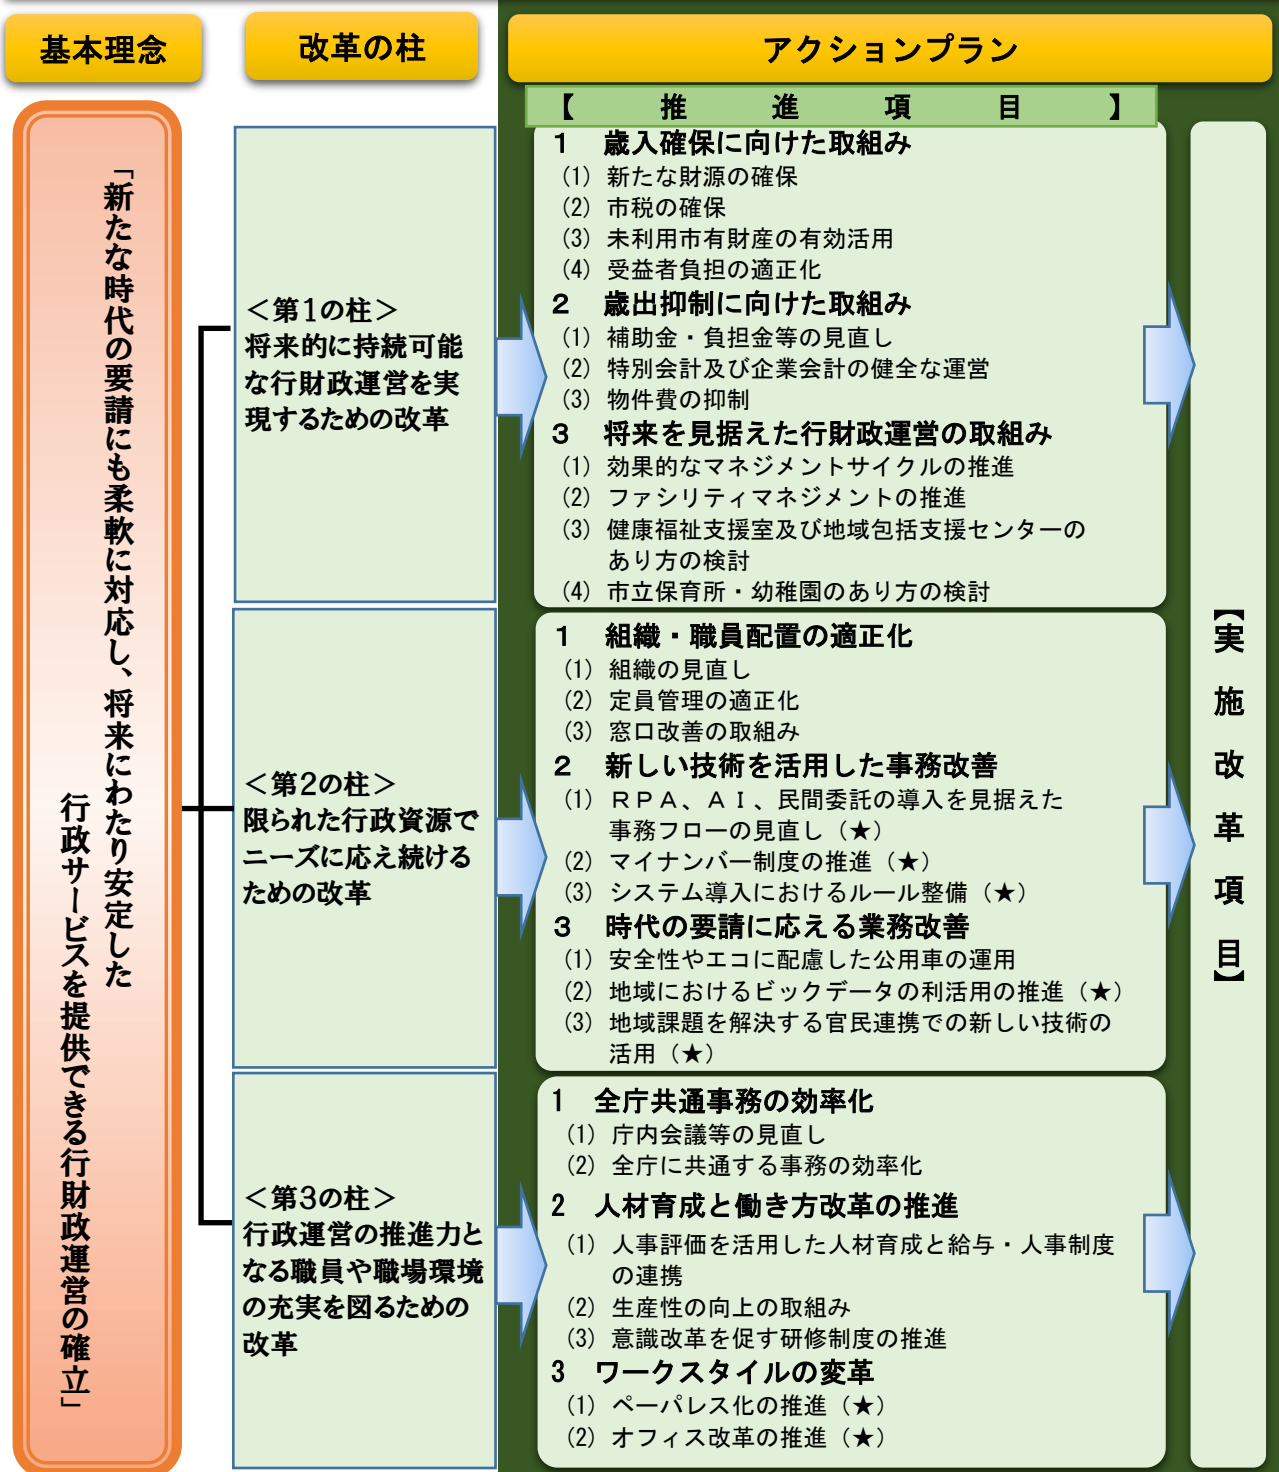 基本理念
改革の柱
アクションプラン
「新たな時代の要請にも柔軟に対応し、将来にわたり安定した
行政サービスを提供できる行財政運営の確立」
【推進項目】
＜第1の柱＞
将来的に持続可能
な行財政運営を実
現するための改革
1 歳入確保に向けた取組み
(1) 新たな財源の確保
(2) 市税の確保
(3) 未利用市有財産の有効活用
(4) 受益者負担の適正化
2 歳出抑制に向けた取組み
(1) 補助金・負担金等の見直し
(2) 特別会計及び企業会計の健全な運営
(3) 物件費の抑制
3 将来を見据えた行財政運営の取組み
(1) 効果的なマネジメントサイクルの推進
(2) ファシリティマネジメントの推進
(3) 健康福祉支援室及び地域包括支援センターの
あり方の検討
(4) 市立保育所・幼稚園のあり方の検討
＜第2の柱＞
限られた行政資源で
ニーズに応え続ける
ための改革
1 組織・職員配置の適正化
(1) 組織の見直し
(2) 定員管理の適正化
(3) 窓口改善の取組み
2 新しい技術を活用した事務改善
(1) ＲＰＡ、ＡＩ、民間委託の導入を見据えた
事務フローの見直し（★）
(2) マイナンバー制度の推進（★）
(3) システム導入におけるルール整備（★）
3 時代の要請に応える業務改善
(1) 安全性やエコに配慮した公用車の運用
(2) 地域におけるビックデータの利活用の推進（★）
(3) 地域課題を解決する官民連携での新しい技術の
活用（★）
＜第3の柱＞
行政運営の推進力と
なる職員や職場環境
の充実を図るための
改革
1 全庁共通事務の効率化
(1) 庁内会議等の見直し
(2) 全庁に共通する事務の効率化
2 人材育成と働き方改革の推進
(1) 人事評価を活用した人材育成と給与・人事制度
の連携
(2) 生産性の向上の取組み
(3) 意識改革を促す研修制度の推進
3 ワークスタイルの変革
(1) ペーパレス化の推進（★）
(2) オフィス改革の推進（★）
【実施改革項目】